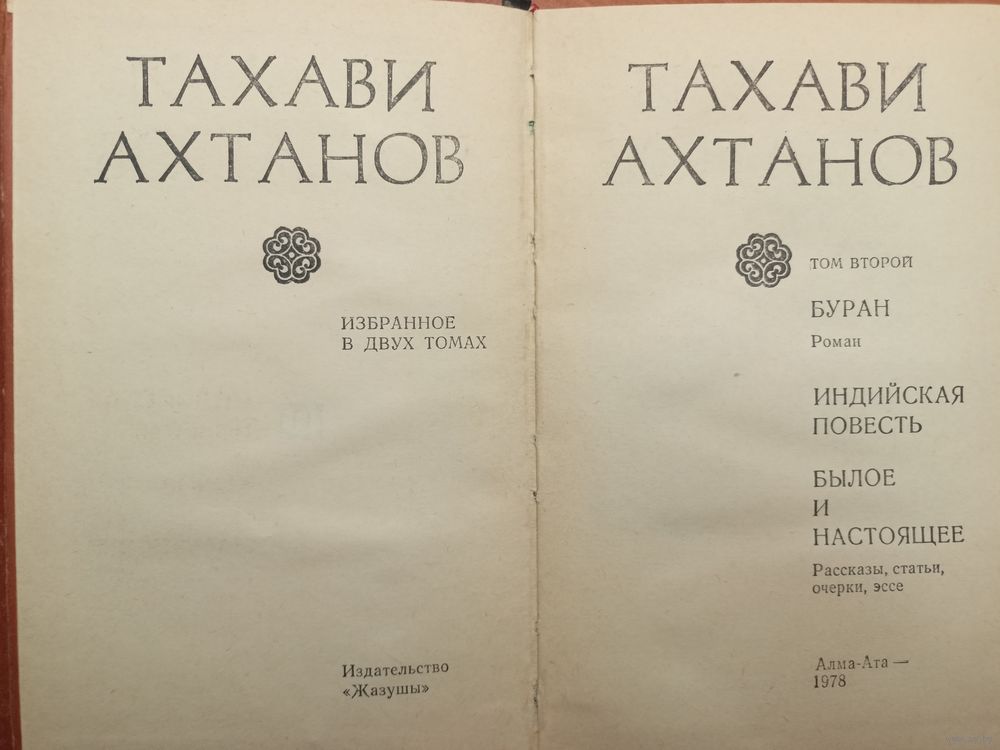 ТАХАВИ
АХТАНОВ
ИЗБРАННОЕ
В ДВУХ ТОМАХ
Издательство
«Жазушы»
ТАХАВИ
АХТАНОВ
ТОМ ВТОРОЙ
БУРАН
Роман
ИНДИЙСКАЯ
ПОВЕСТЬ
БЫЛОЕ
И
НАСТОЯЩЕЕ
Рассказы, статьи,
очерки, эссе
Алма-Ата —
1978